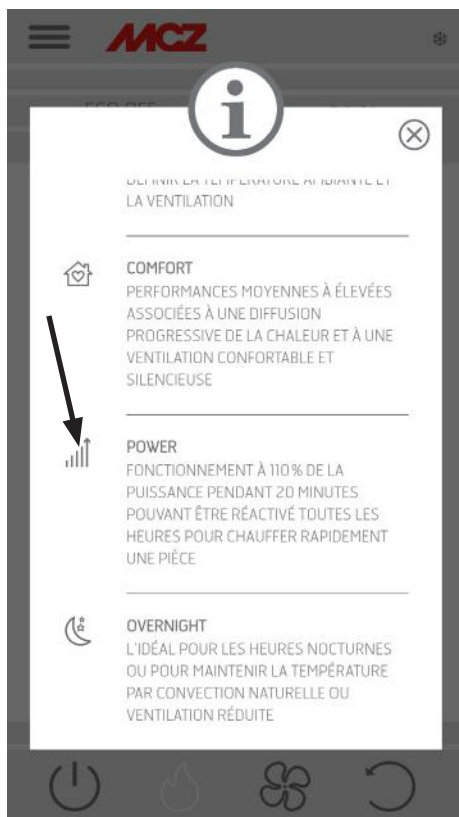 MCZ
LA VENTILATION
COMFORT
PERFORMANCES MOYENNES À ÉLEVÉES
ASSOCIÉES À UNE DIFFUSION
PROGRESSIVE DE LA CHALEUR ET À UNE
VENTILATION CONFORTABLE ET
SILENCIEUSE
POWER
FONCTIONNEMENT À 110 % DE LA
PUISSANCE PENDANT 20 MINUTES
POUVANT ÊTRE RÉACTIVÉ TOUTES LES
HEURES POUR CHAUFFER RAPIDEMENT
UNE PIÈCE
OVERNIGHT
L'IDÉAL POUR LES HEURES NOCTURNES
OU POUR MAINTENIR LA TEMPÉRATURE
PAR CONVECTION NATURELLE OU
VENTILATION RÉDUITE